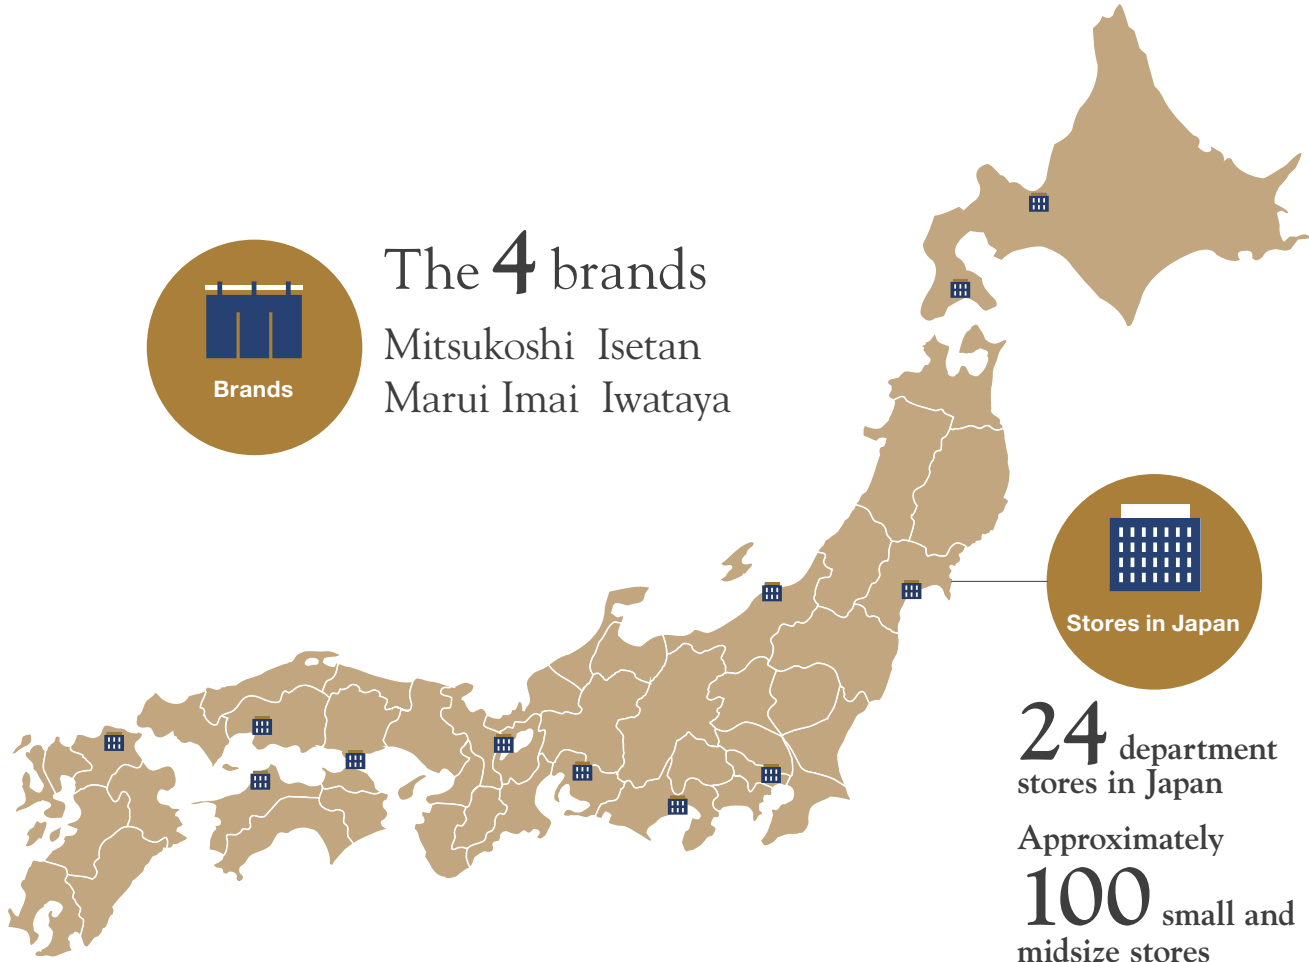 The 4 brands
Mitsukoshi Isetan
Marui Imai Iwataya
Brands
Stores in Japan
24 department
stores in Japan
Approximately
100 small and
midsize stores